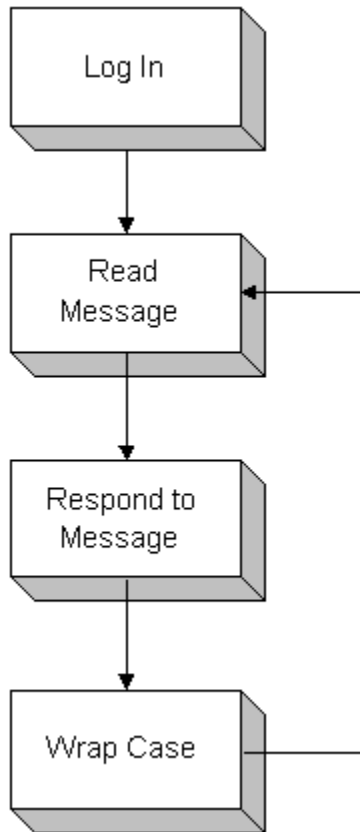 Log In
Read
Message
Respond to
Message
Wrap Case